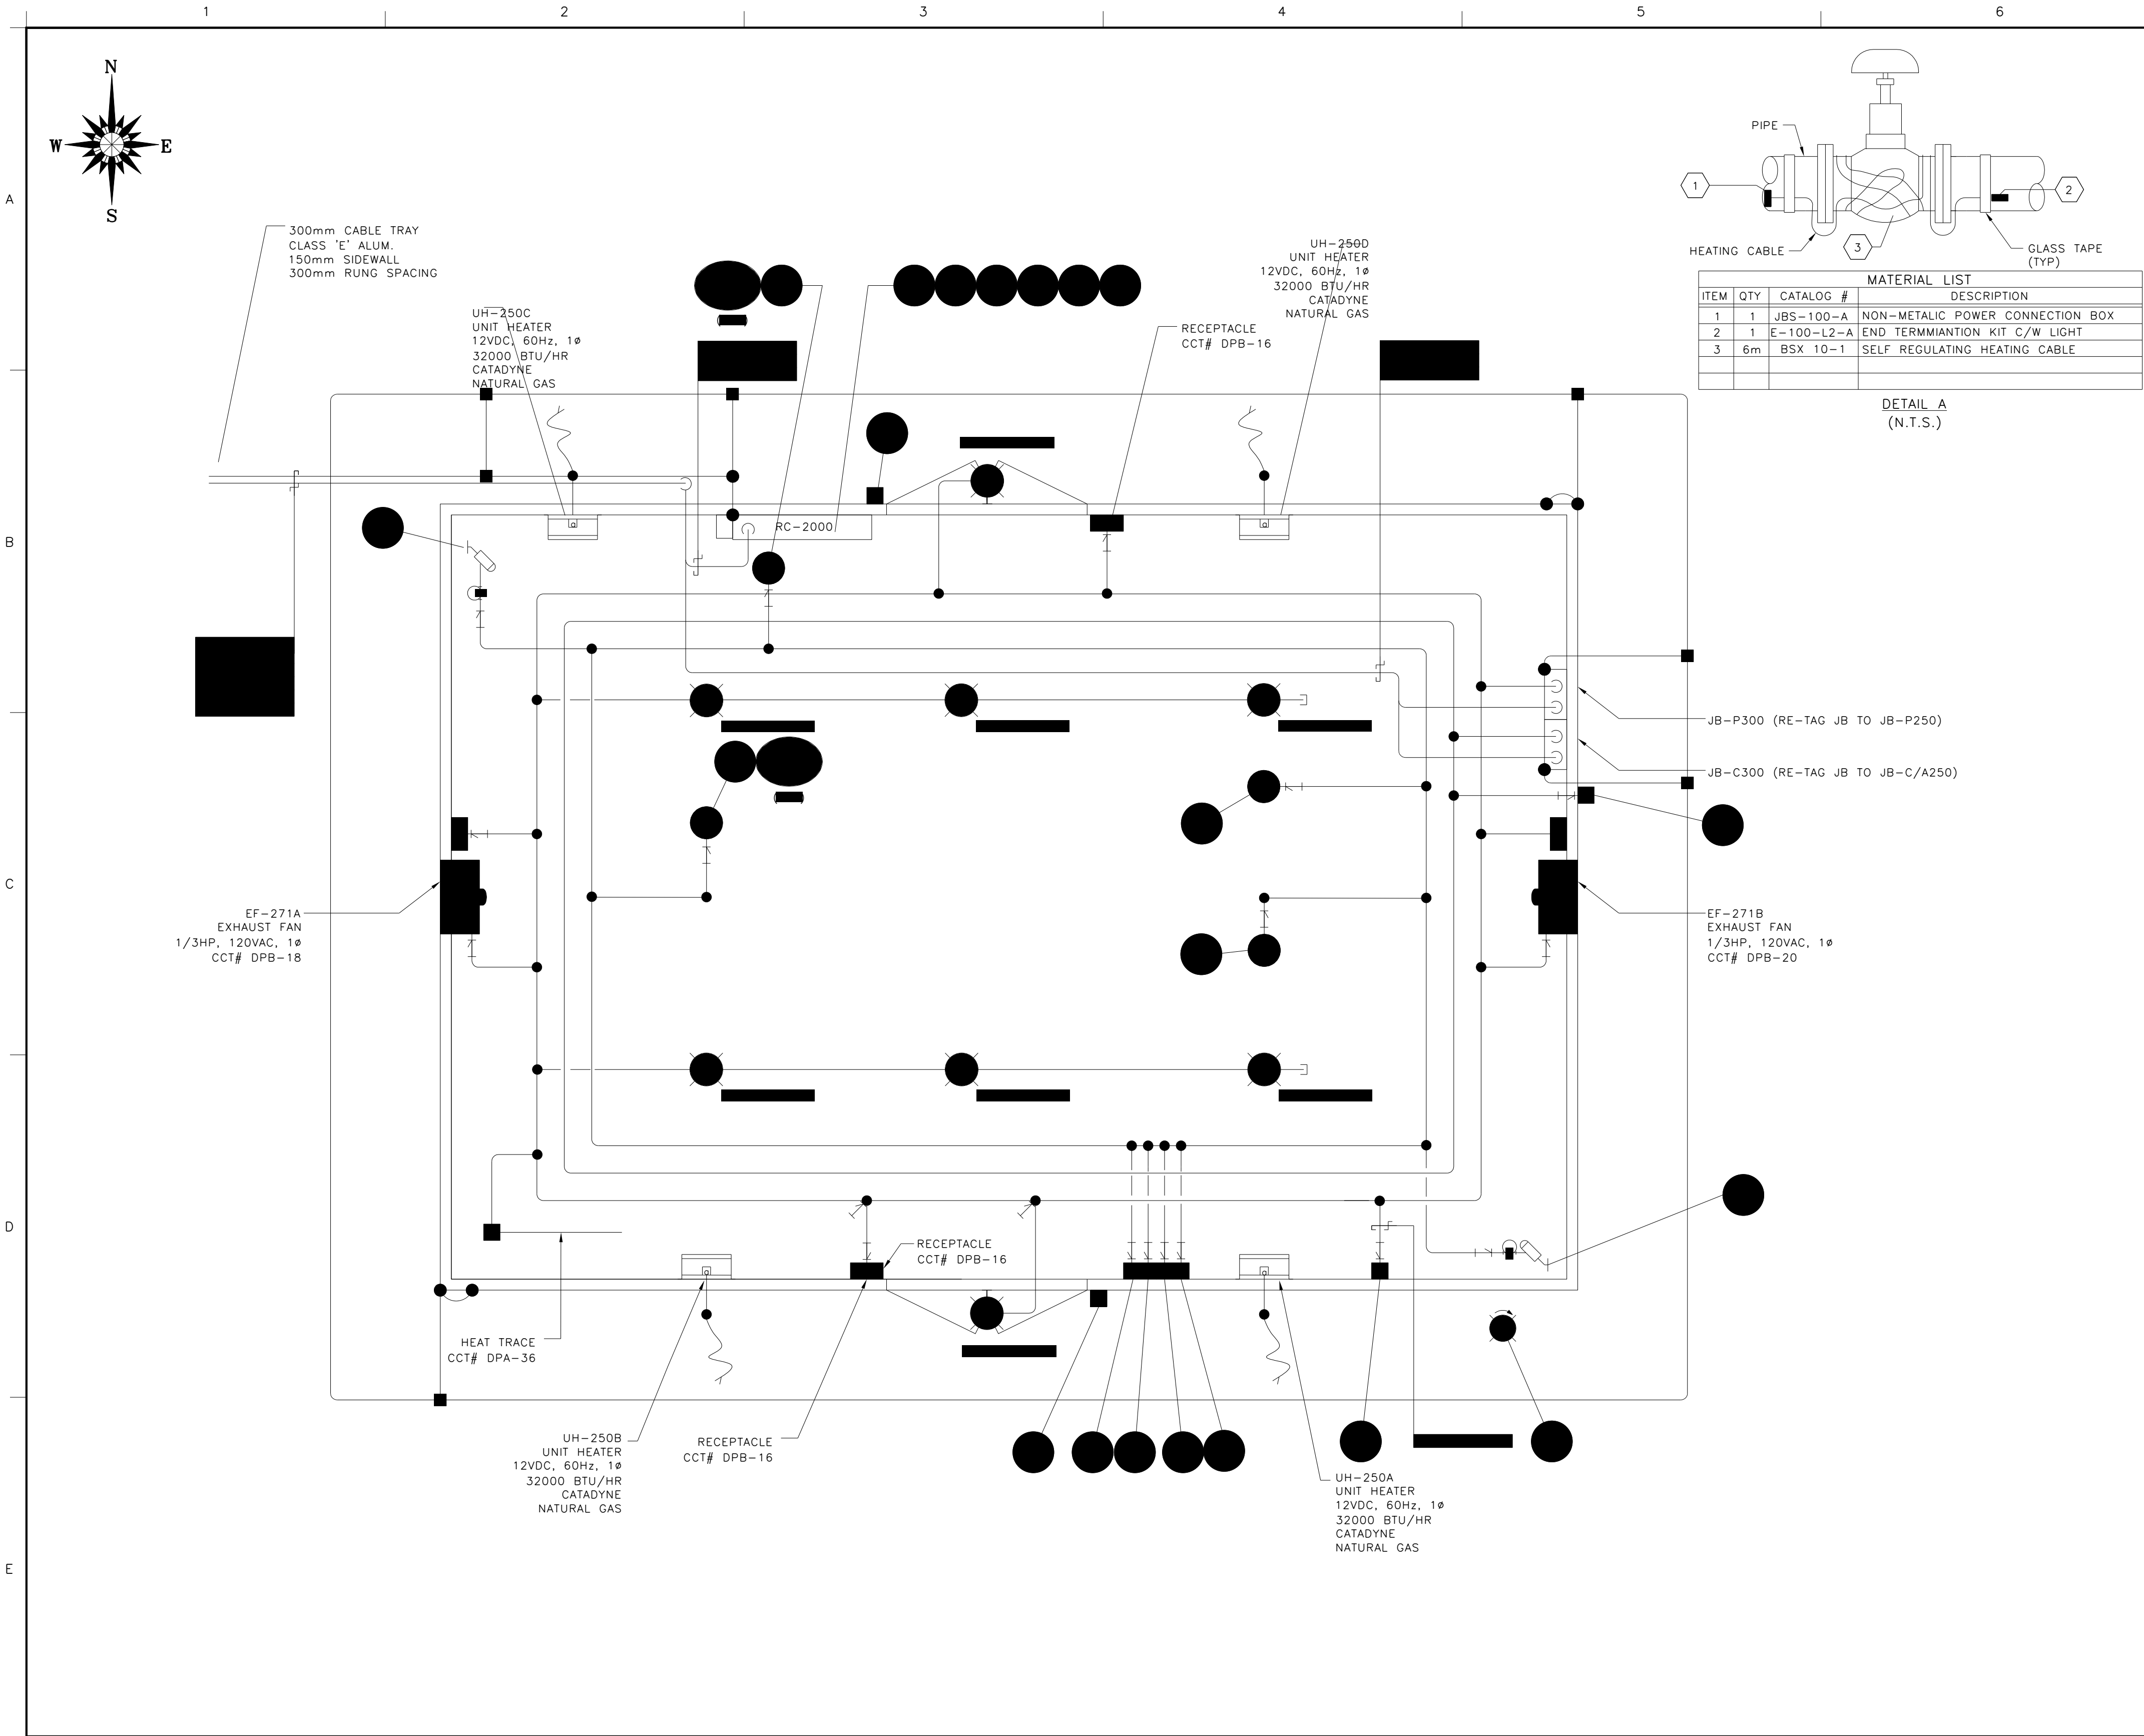 1 2 3 4 5 6
A
B
C
D
E
N
W E
S
300mm CABLE TRAY
CLASS 'E' ALUM.
150mm SIDEWALL
300mm RUNG SPACING
UH-250C
UNIT HEATER
12VDC, 60Hz, 1ø
32000 BTU/HR
CATADYNE
NATURAL GAS
UH-250D
UNIT HEATER
12VDC, 60Hz, 1ø
32000 BTU/HR
CATADYNE
NATURAL GAS
RECEPTACLE
CCT# DPB-16
PIPE
1
2
3
HEATING CABLE
GLASS TAPE
(TYP)
MATERIAL LIST
ITEM QTY CATALOG # DESCRIPTION
1 1 JBS-100-A NON-METALIC POWER CONNECTION BOX
2 1 E-100-L2-A END TERMMIANTION KIT C/W LIGHT
3 6m BSX 10-1 SELF REGULATING HEATING CABLE
DETAIL A
(N.T.S.)
RC-2000
JB-P300 (RE-TAG JB TO JB-P250)
JB-C300 (RE-TAG JB TO JB-C/A250)
EF-271A
EXHAUST FAN
1/3HP, 120VAC, 1ø
CCT# DPB-18
EF-271B
EXHAUST FAN
1/3HP, 120VAC, 1ø
CCT# DPB-20
RECEPTACLE
CCT# DPB-16
HEAT TRACE
CCT# DPA-36
UH-250B
UNIT HEATER
12VDC, 60Hz, 1ø
32000 BTU/HR
CATADYNE
NATURAL GAS
RECEPTACLE
CCT# DPB-16
UH-250A
UNIT HEATER
12VDC, 60Hz, 1ø
32000 BTU/HR
CATADYNE
NATURAL GAS